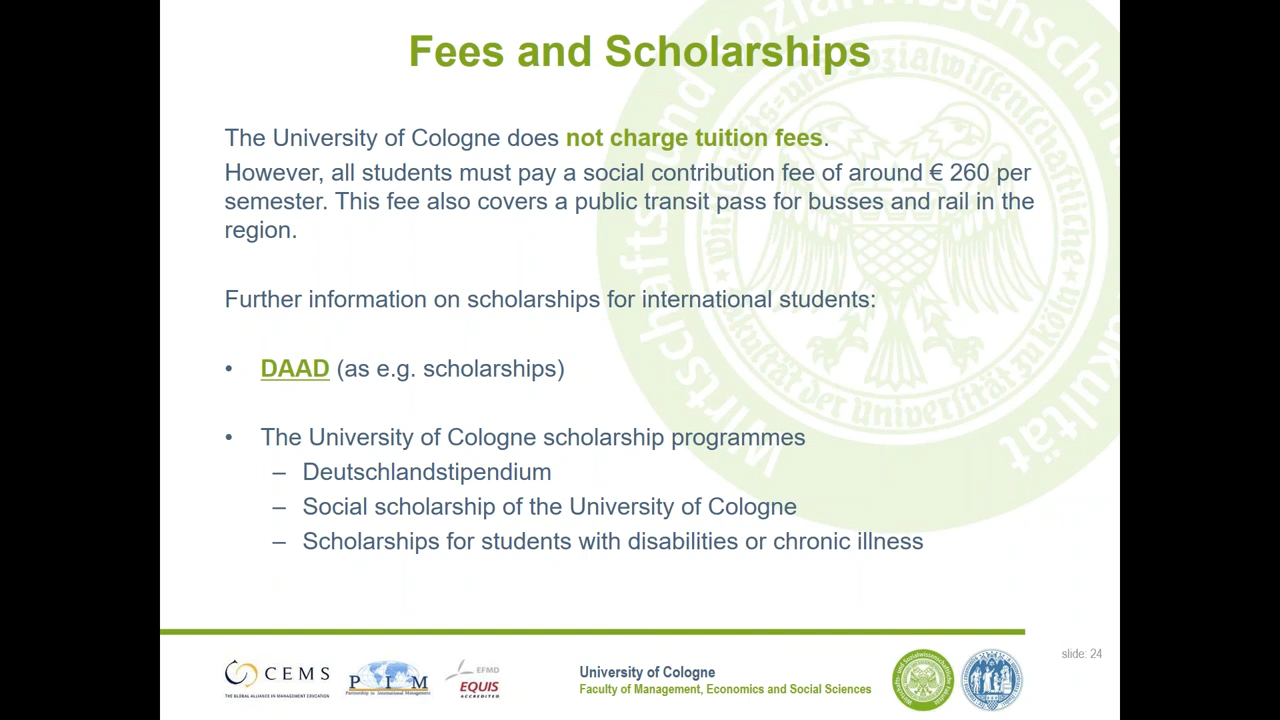 Fees and Scholarships
The University of Cologne does not charge tuition fees.
However, all students must pay a social contribution fee of around € 260 per
semester. This fee also covers a public transit pass for busses and rail in the
region.
Further information on scholarships for international students:
• DAAD (as e.g. scholarships)
• The University of Cologne scholarship programmes
– Deutschlandstipendium
– Social scholarship of the University of Cologne
– Scholarships for students with disabilities or chronic illness
slide: 24
CEMS
THE GLOBAL ALLIANCE IN MANAGEMENT EDUCATION
PIM
Partnership in International Management
EFMD
EQUIS
ACCREDITED
University of Cologne
Faculty of Management, Economics and Social Sciences